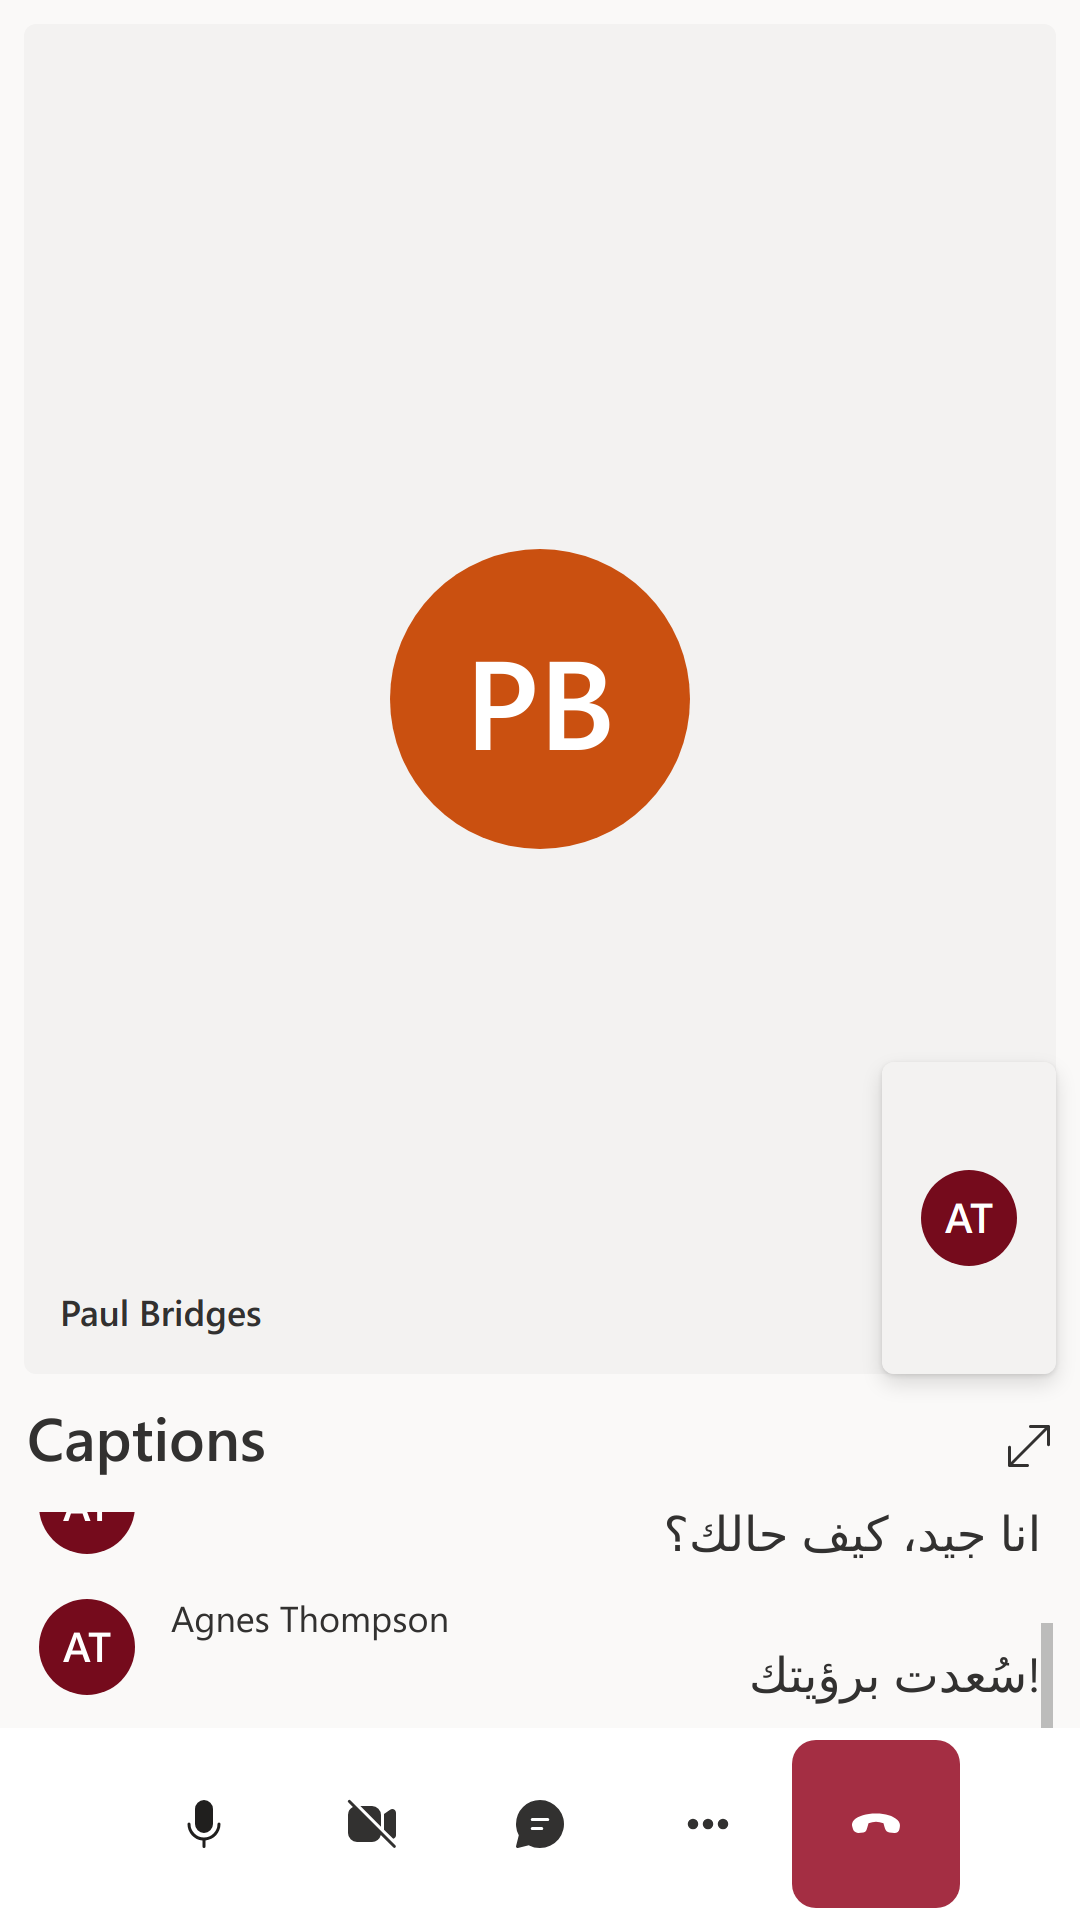 PB
AT
Paul Bridges
Captions
انا جيد، كيف حالك؟
AT
Agnes Thompson
!سُعدت برؤيتك